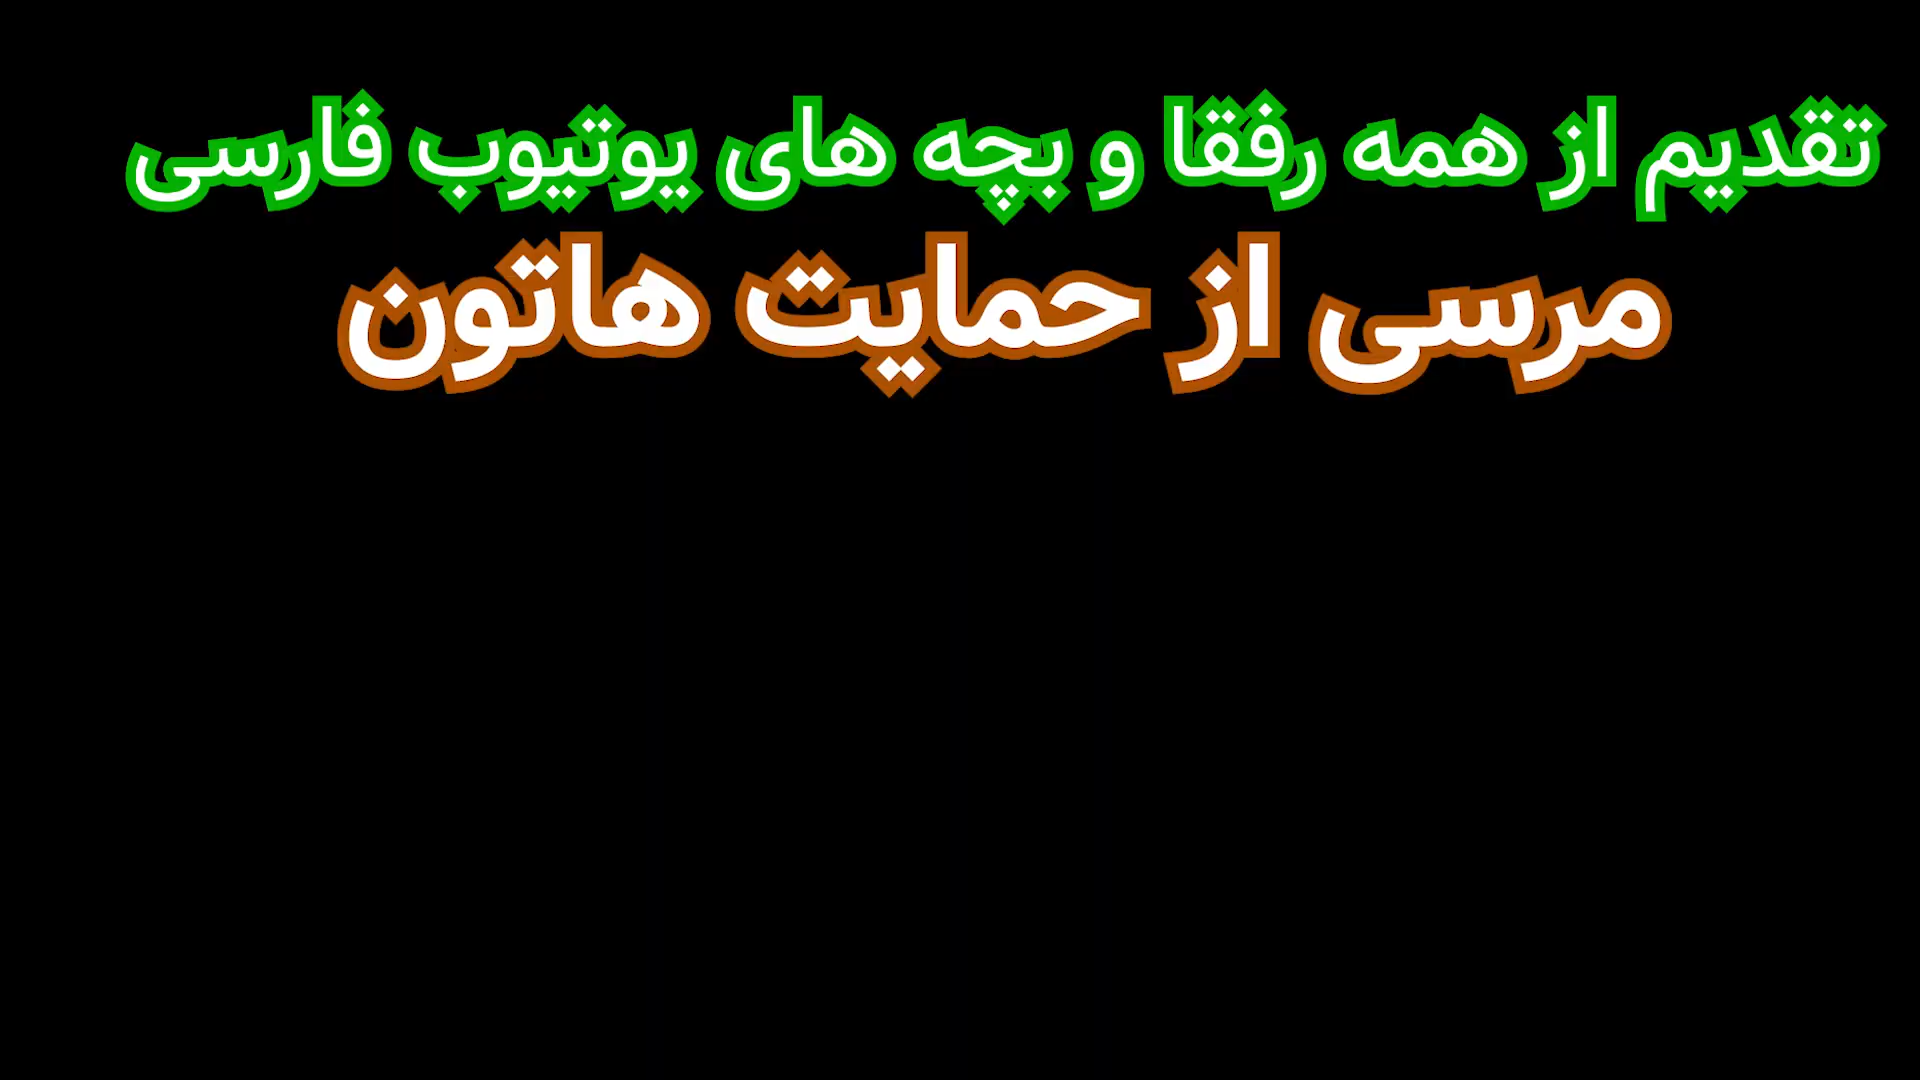 تقدیم از همه رفقا و بچه های یوتیوب فارسی
مرسی از حمایت هاتون